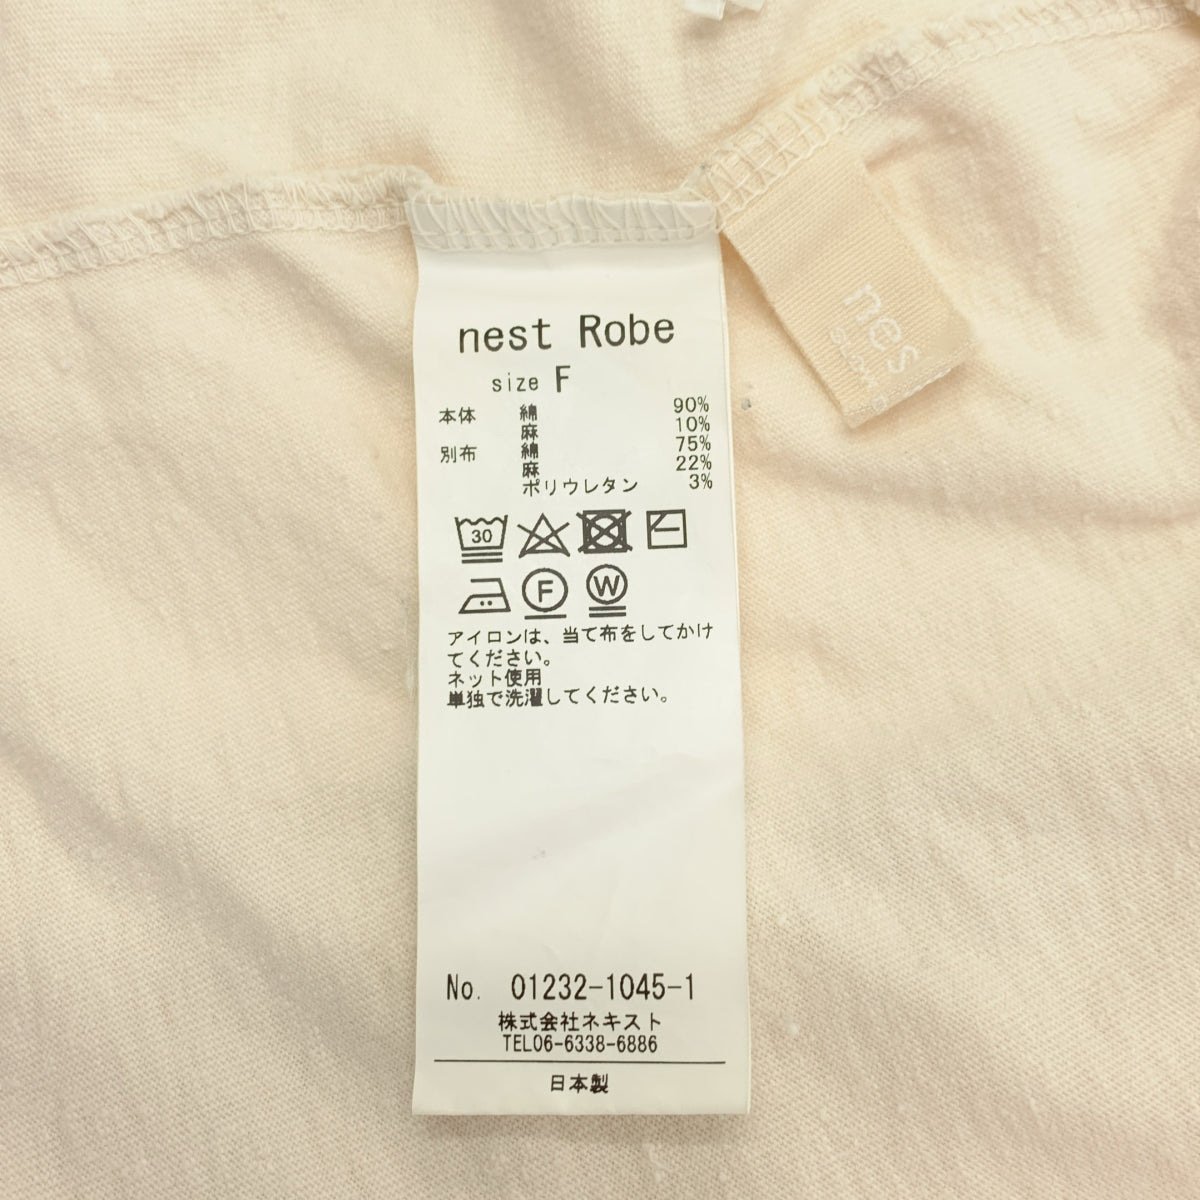 nest Robe
size F
本体 綿 90%
麻 10%
別布 綿 75%
麻 22%
ポリウレタン 3%
30
F W
アイロンは、当て布をしてかけ
てください。
ネット使用
単独で洗濯してください。
No. 01232-1045-1
株式会社ネキスト
TEL06-6338-6886
日本製
nes